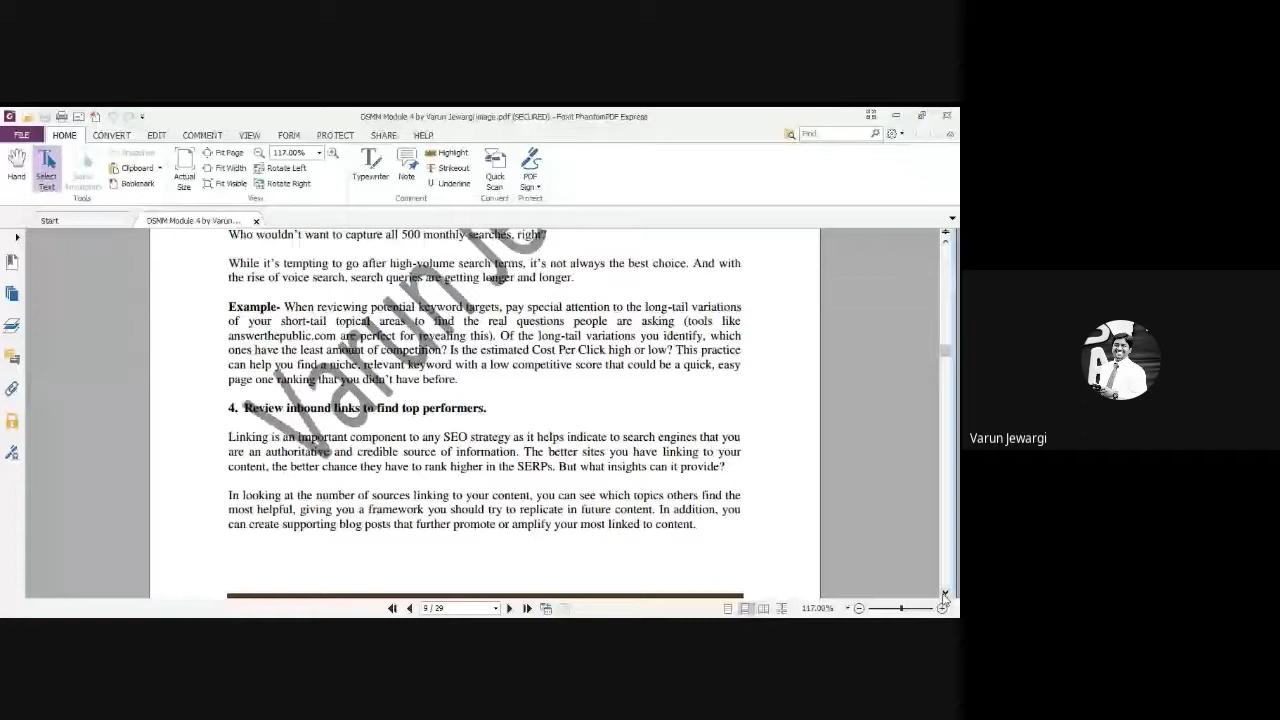 DSMM Module 4 by Varun Jewargi image.pdf (SECURED) - Foxit PhantomPDF Express
FILE HOME CONVERT EDIT COMMENT VIEW FORM PROTECT SHARE HELP
Find
Hand
Select Text
Clipboard
Bookmark
Tools
Actual Size
Fit Page
Fit Width
Fit Visible
117.00%
Rotate Left
Rotate Right
View
Typewriter
Note
Highlight
Strikeout
Underline
Comment
Quick Scan
Convert
PDF Sign
Protect
Start
DSMM Module 4 by Varun...
Who wouldn't want to capture all 500 monthly searches, right?
While it's tempting to go after high-volume search terms, it's not always the best choice. And with
the rise of voice search, search queries are getting longer and longer.
Example- When reviewing potential keyword targets, pay special attention to the long-tail variations
of your short-tail topical areas to find the real questions people are asking (tools like
answerthepublic.com are perfect for revealing this). Of the long-tail variations you identify, which
ones have the least amount of competition? Is the estimated Cost Per Click high or low? This practice
can help you find a niche, relevant keyword with a low competitive score that could be a quick, easy
page one ranking that you didn't have before.
4. Review inbound links to find top performers.
Linking is an important component to any SEO strategy as it helps indicate to search engines that you
are an authoritative and credible source of information. The better sites you have linking to your
content, the better chance they have to rank higher in the SERPs. But what insights can it provide?
In looking at the number of sources linking to your content, you can see which topics others find the
most helpful, giving you a framework you should try to replicate in future content. In addition, you
can create supporting blog posts that further promote or amplify your most linked to content.
Varun Je
9 / 29
117.00%
Varun Jewargi